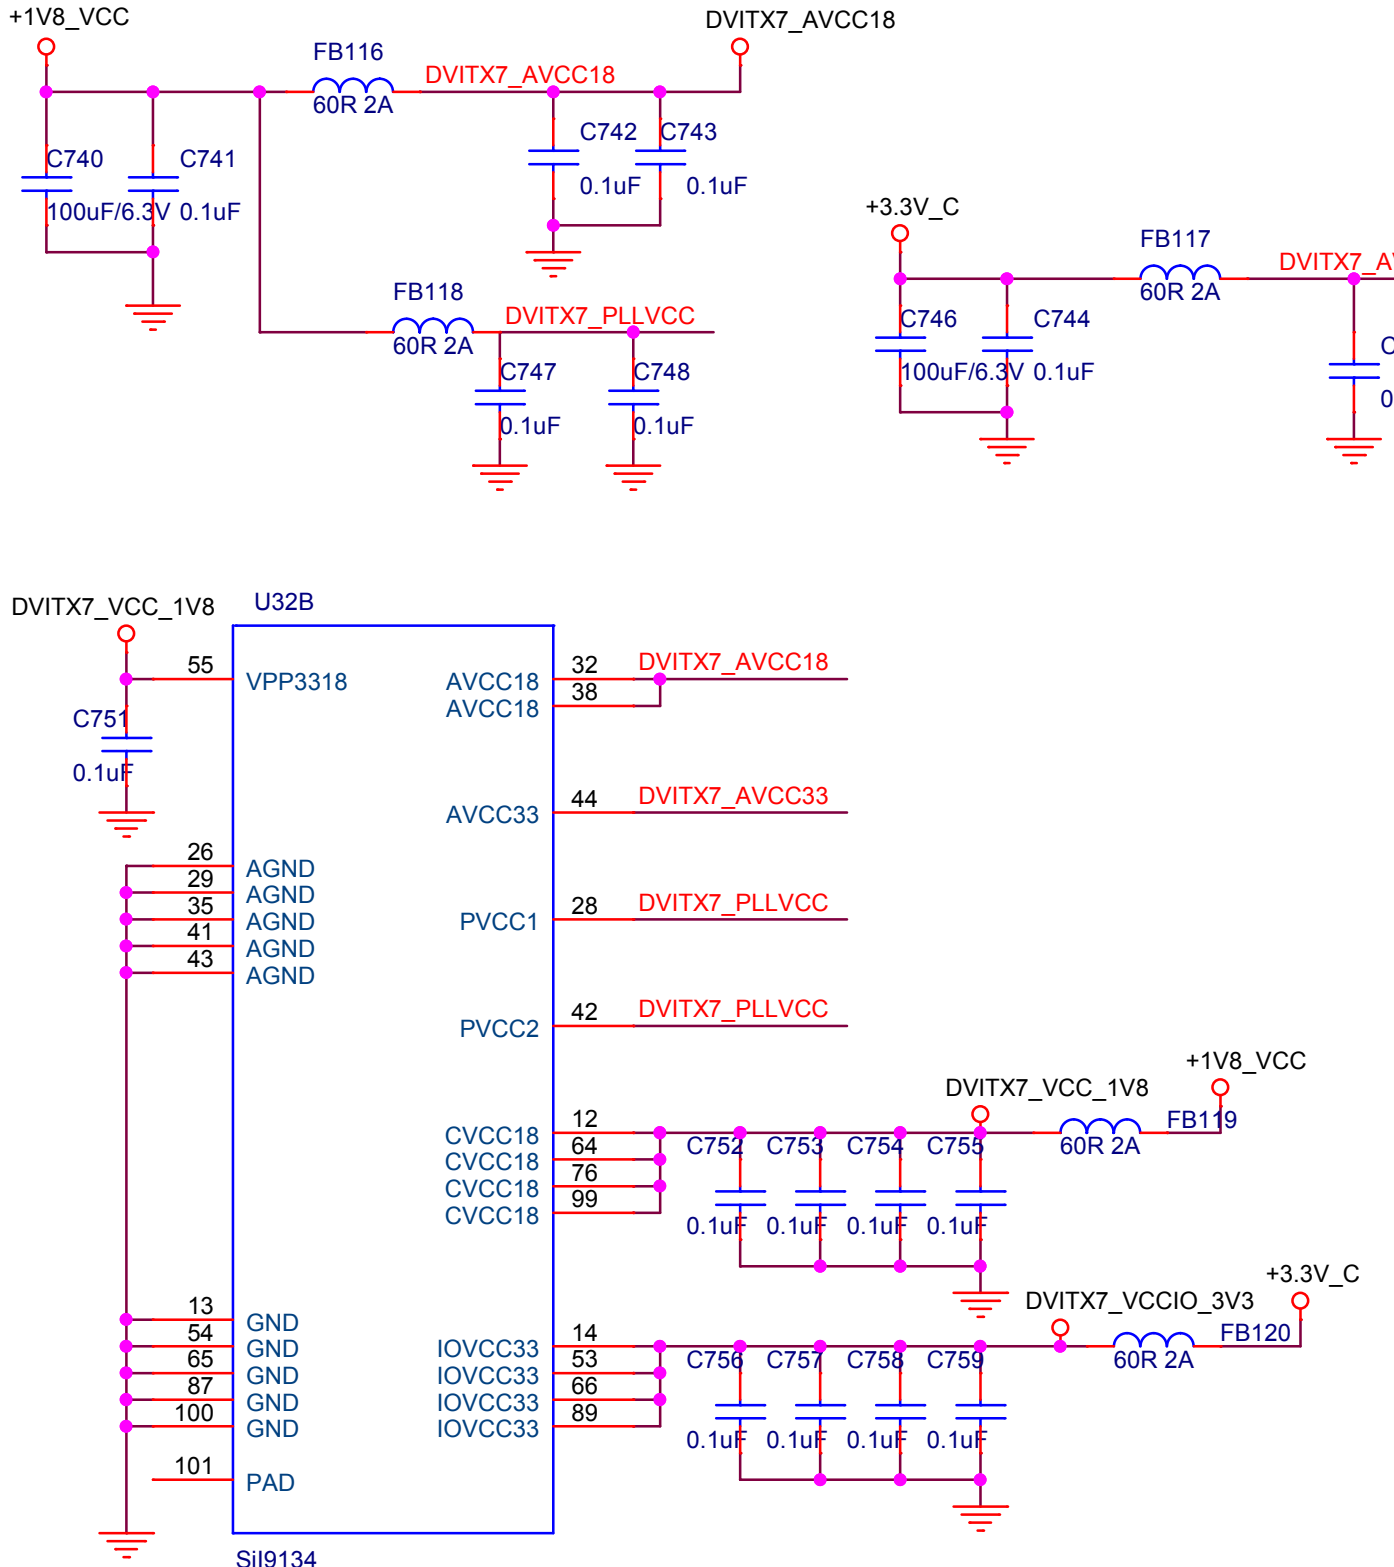 +1V8_VCC
DVITX7_AVCC18
FB116
DVITX7_AVCC18
60R 2A
C740
C741
C742
C743
100uF/6.3V
0.1uF
0.1uF
0.1uF
+3.3V_C
FB117
DVITX7_AV
60R 2A
FB118
DVITX7_PLLVCC
60R 2A
C746
C744
C
100uF/6.3V
0.1uF
0.
C747
C748
0.1uF
0.1uF
DVITX7_VCC_1V8
U32B
55
VPP3318
C751
0.1uF
26
AGND
29
AGND
35
AGND
41
AGND
43
AGND
13
GND
54
GND
65
GND
87
GND
100
GND
101
PAD
AVCC18
32
DVITX7_AVCC18
AVCC18
38
AVCC33
44
DVITX7_AVCC33
PVCC1
28
DVITX7_PLLVCC
PVCC2
42
DVITX7_PLLVCC
+1V8_VCC
DVITX7_VCC_1V8
FB119
60R 2A
CVCC18
12
CVCC18
64
CVCC18
76
CVCC18
99
C752
C753
C754
C755
0.1uF
0.1uF
0.1uF
0.1uF
+3.3V_C
DVITX7_VCCIO_3V3
FB120
60R 2A
IOVCC33
14
IOVCC33
53
IOVCC33
66
IOVCC33
89
C756
C757
C758
C759
0.1uF
0.1uF
0.1uF
0.1uF
SiI9134